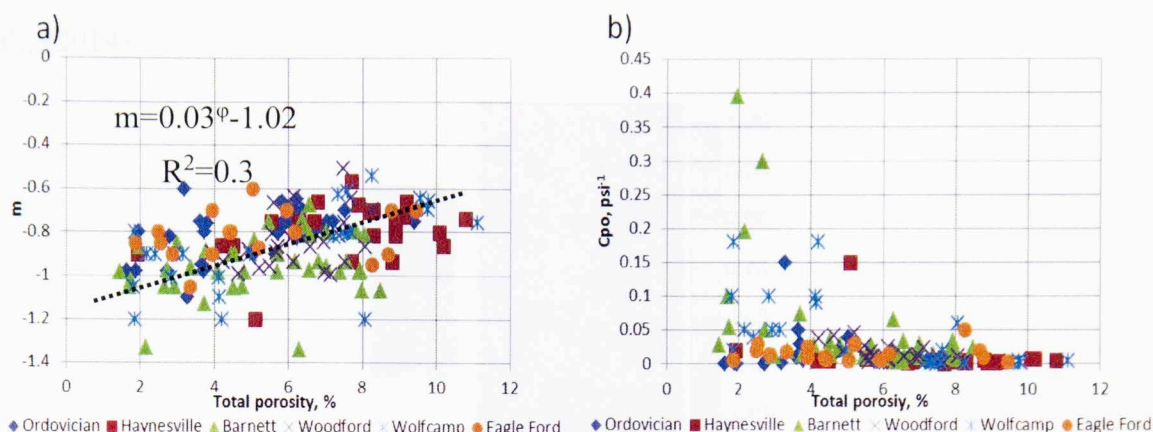 a)
0
-0.2
-0.4
-0.6
-0.8
-1
-1.2
-1.4
m
m=0.03φ-1.02
R2=0.3
0 2 4 6 8 10 12
Total porosity, %
Ordovician Haynesville Barnett Woodford Wolfcamp Eagle Ford
b)
0.45
0.4
0.35
0.3
0.25
0.2
0.15
0.1
0.05
0
Cpo, psi-1
0 2 4 6 8 10 12
Total porosiy, %
Ordovician Haynesville Barnett Woodford Wolfcamp Eagle Ford